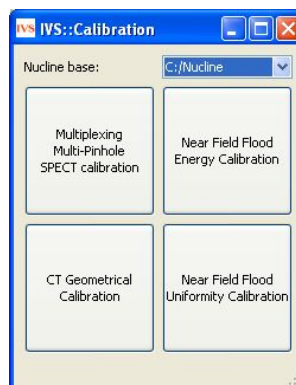 IVS IVS::Calibration
Nucline base: C:/Nucline
Multiplexing
Multi-Pinhole
SPECT calibration
Near Field Flood
Energy Calibration
CT Geometrical
Calibration
Near Field Flood
Uniformity Calibration